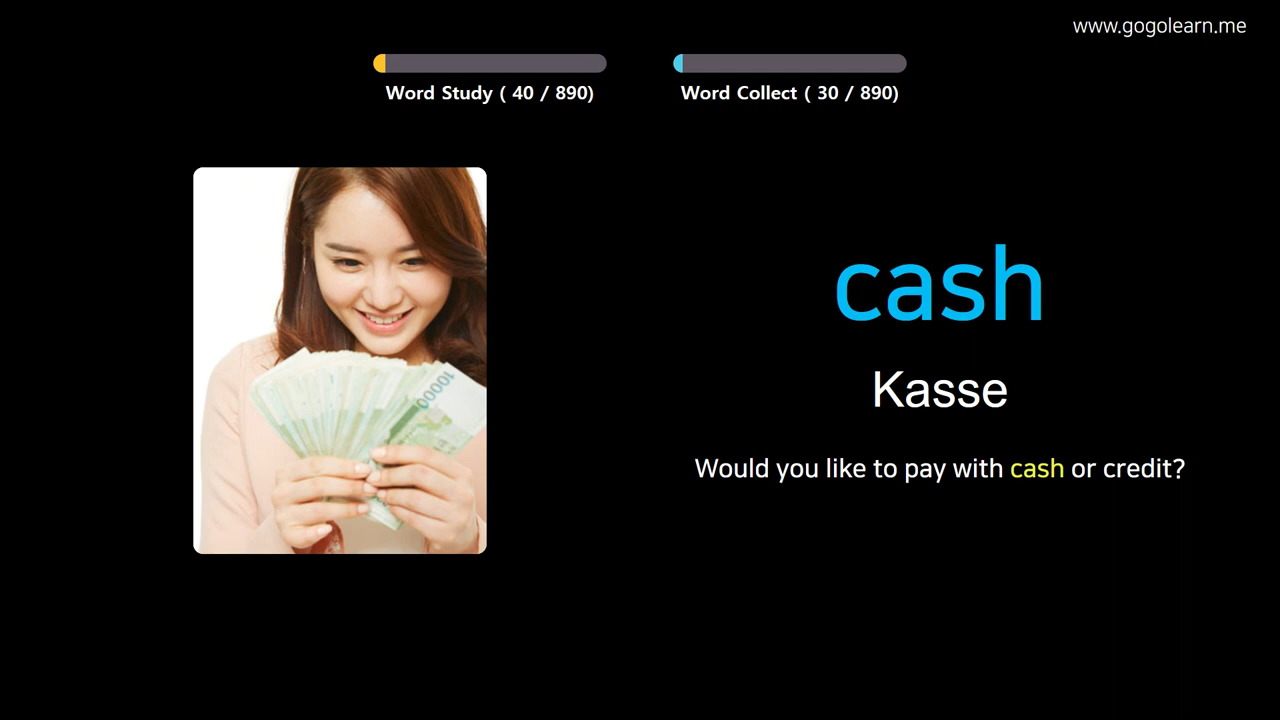 www.gogolearn.me
Word Study ( 40 / 890)
Word Collect ( 30 / 890)
cash
Kasse
10000
Would you like to pay with cash or credit?